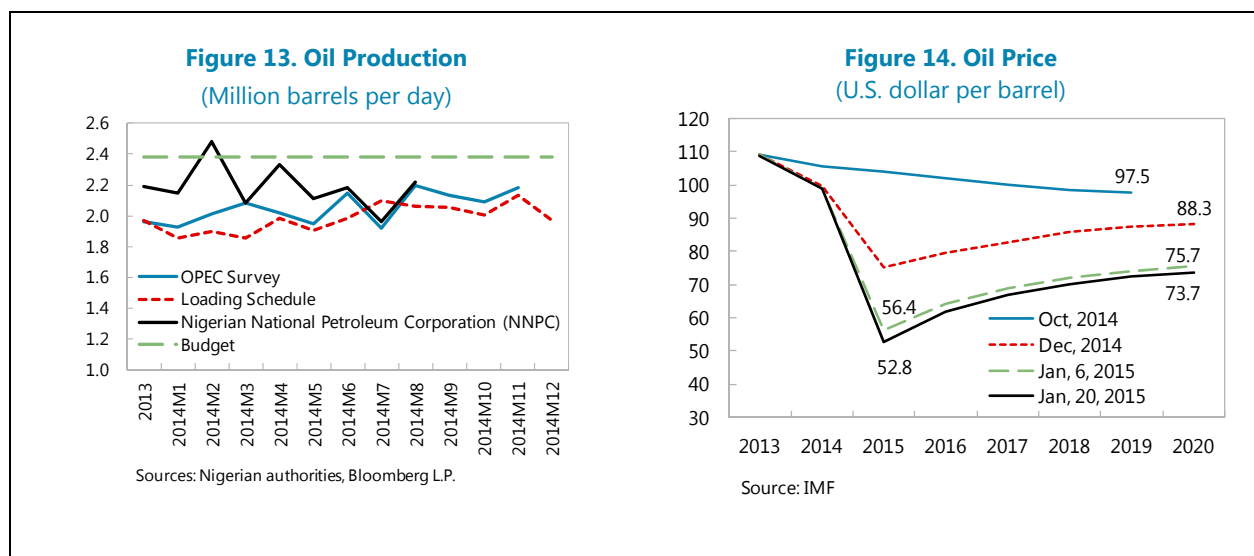 Figure 13. Oil Production
(Million barrels per day)
2.6
2.4
2.2
2.0
1.8
1.6
1.4
1.2
1.0
OPEC Survey
Loading Schedule
Nigerian National Petroleum Corporation (NNPC)
Budget
2013
2014M1
2014M2
2014M3
2014M4
2014M5
2014M6
2014M7
2014M8
2014M9
2014M10
2014M11
2014M12
Sources: Nigerian authorities, Bloomberg L.P.
Figure 14. Oil Price
(U.S. dollar per barrel)
120
110
100
90
80
70
60
50
40
30
97.5
88.3
75.7
73.7
56.4
52.8
Oct, 2014
Dec, 2014
Jan, 6, 2015
Jan, 20, 2015
2013 2014 2015 2016 2017 2018 2019 2020
Source: IMF